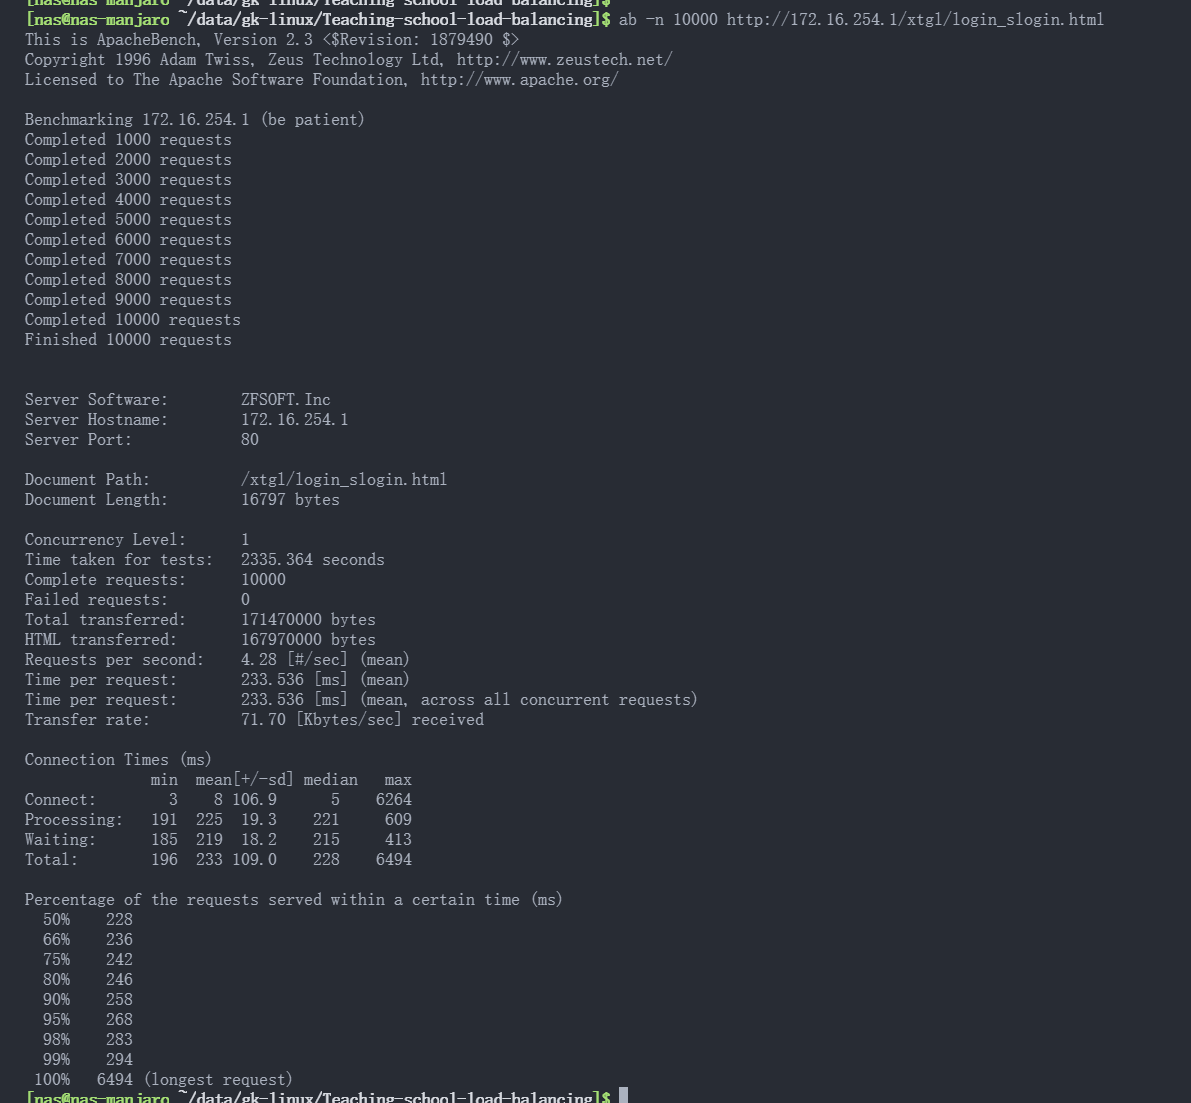 [nas@nas-manjaro ~/data/gk-linux/Teaching-school-load-balancing]$
[nas@nas-manjaro ~/data/gk-linux/Teaching-school-load-balancing]$ ab -n 10000 http://172.16.254.1/xtgl/login_slogin.html
This is ApacheBench, Version 2.3 <$Revision: 1879490 $>
Copyright 1996 Adam Twiss, Zeus Technology Ltd, http://www.zeustech.net/
Licensed to The Apache Software Foundation, http://www.apache.org/

Benchmarking 172.16.254.1 (be patient)
Completed 1000 requests
Completed 2000 requests
Completed 3000 requests
Completed 4000 requests
Completed 5000 requests
Completed 6000 requests
Completed 7000 requests
Completed 8000 requests
Completed 9000 requests
Completed 10000 requests
Finished 10000 requests

Server Software:        ZFSOFT.Inc
Server Hostname:        172.16.254.1
Server Port:            80

Document Path:          /xtgl/login_slogin.html
Document Length:        16797 bytes

Concurrency Level:      1
Time taken for tests:   2335.364 seconds
Complete requests:      10000
Failed requests:        0
Total transferred:      171470000 bytes
HTML transferred:       167970000 bytes
Requests per second:    4.28 [#/sec] (mean)
Time per request:       233.536 [ms] (mean)
Time per request:       233.536 [ms] (mean, across all concurrent requests)
Transfer rate:          71.70 [Kbytes/sec] received

Connection Times (ms)
              min  mean[+/-sd] median   max
Connect:        3    8 106.9      5    6264
Processing:   191  225  19.3    221     609
Waiting:      185  219  18.2    215     413
Total:        196  233 109.0    228    6494

Percentage of the requests served within a certain time (ms)
  50%    228
  66%    236
  75%    242
  80%    246
  90%    258
  95%    268
  98%    283
  99%    294
 100%   6494 (longest request)
[nas@nas-manjaro ~/data/gk-linux/Teaching-school-load-balancing]$